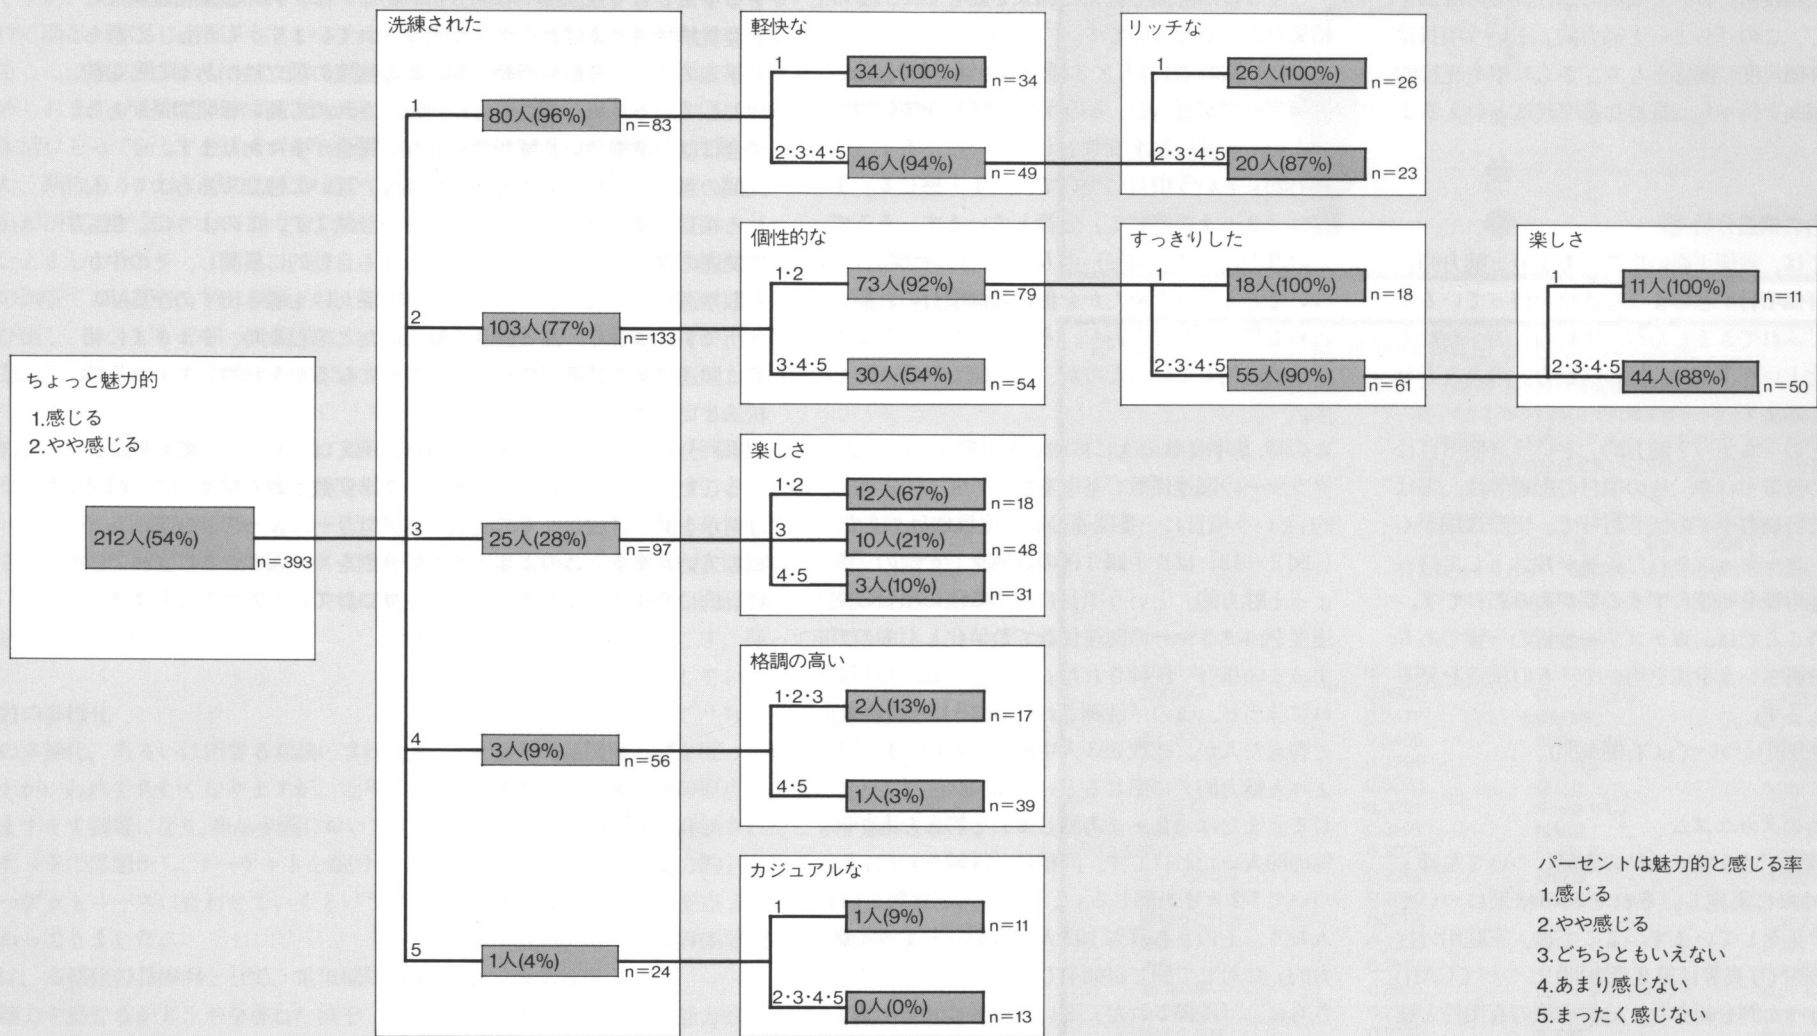 ちょっと魅力的
1.感じる
2.やや感じる
212人(54%)
n=393
洗練された
1
80人(96%)
n=83
2
103人(77%)
n=133
3
25人(28%)
n=97
4
3人(9%)
n=56
5
1人(4%)
n=24
軽快な
1
34人(100%)
n=34
2・3・4・5
46人(94%)
n=49
個性的な
1・2
73人(92%)
n=79
3・4・5
30人(54%)
n=54
楽しさ
1・2
12人(67%)
n=18
3
10人(21%)
n=48
4・5
3人(10%)
n=31
格調の高い
1・2・3
2人(13%)
n=17
4・5
1人(3%)
n=39
カジュアルな
1
1人(9%)
n=11
2・3・4・5
0人(0%)
n=13
リッチな
1
26人(100%)
n=26
2・3・4・5
20人(87%)
n=23
すっきりした
1
18人(100%)
n=18
2・3・4・5
55人(90%)
n=61
楽しさ
1
11人(100%)
n=11
2・3・4・5
44人(88%)
n=50
パーセントは魅力的と感じる率
1.感じる
2.やや感じる
3.どちらともいえない
4.あまり感じない
5.まったく感じない